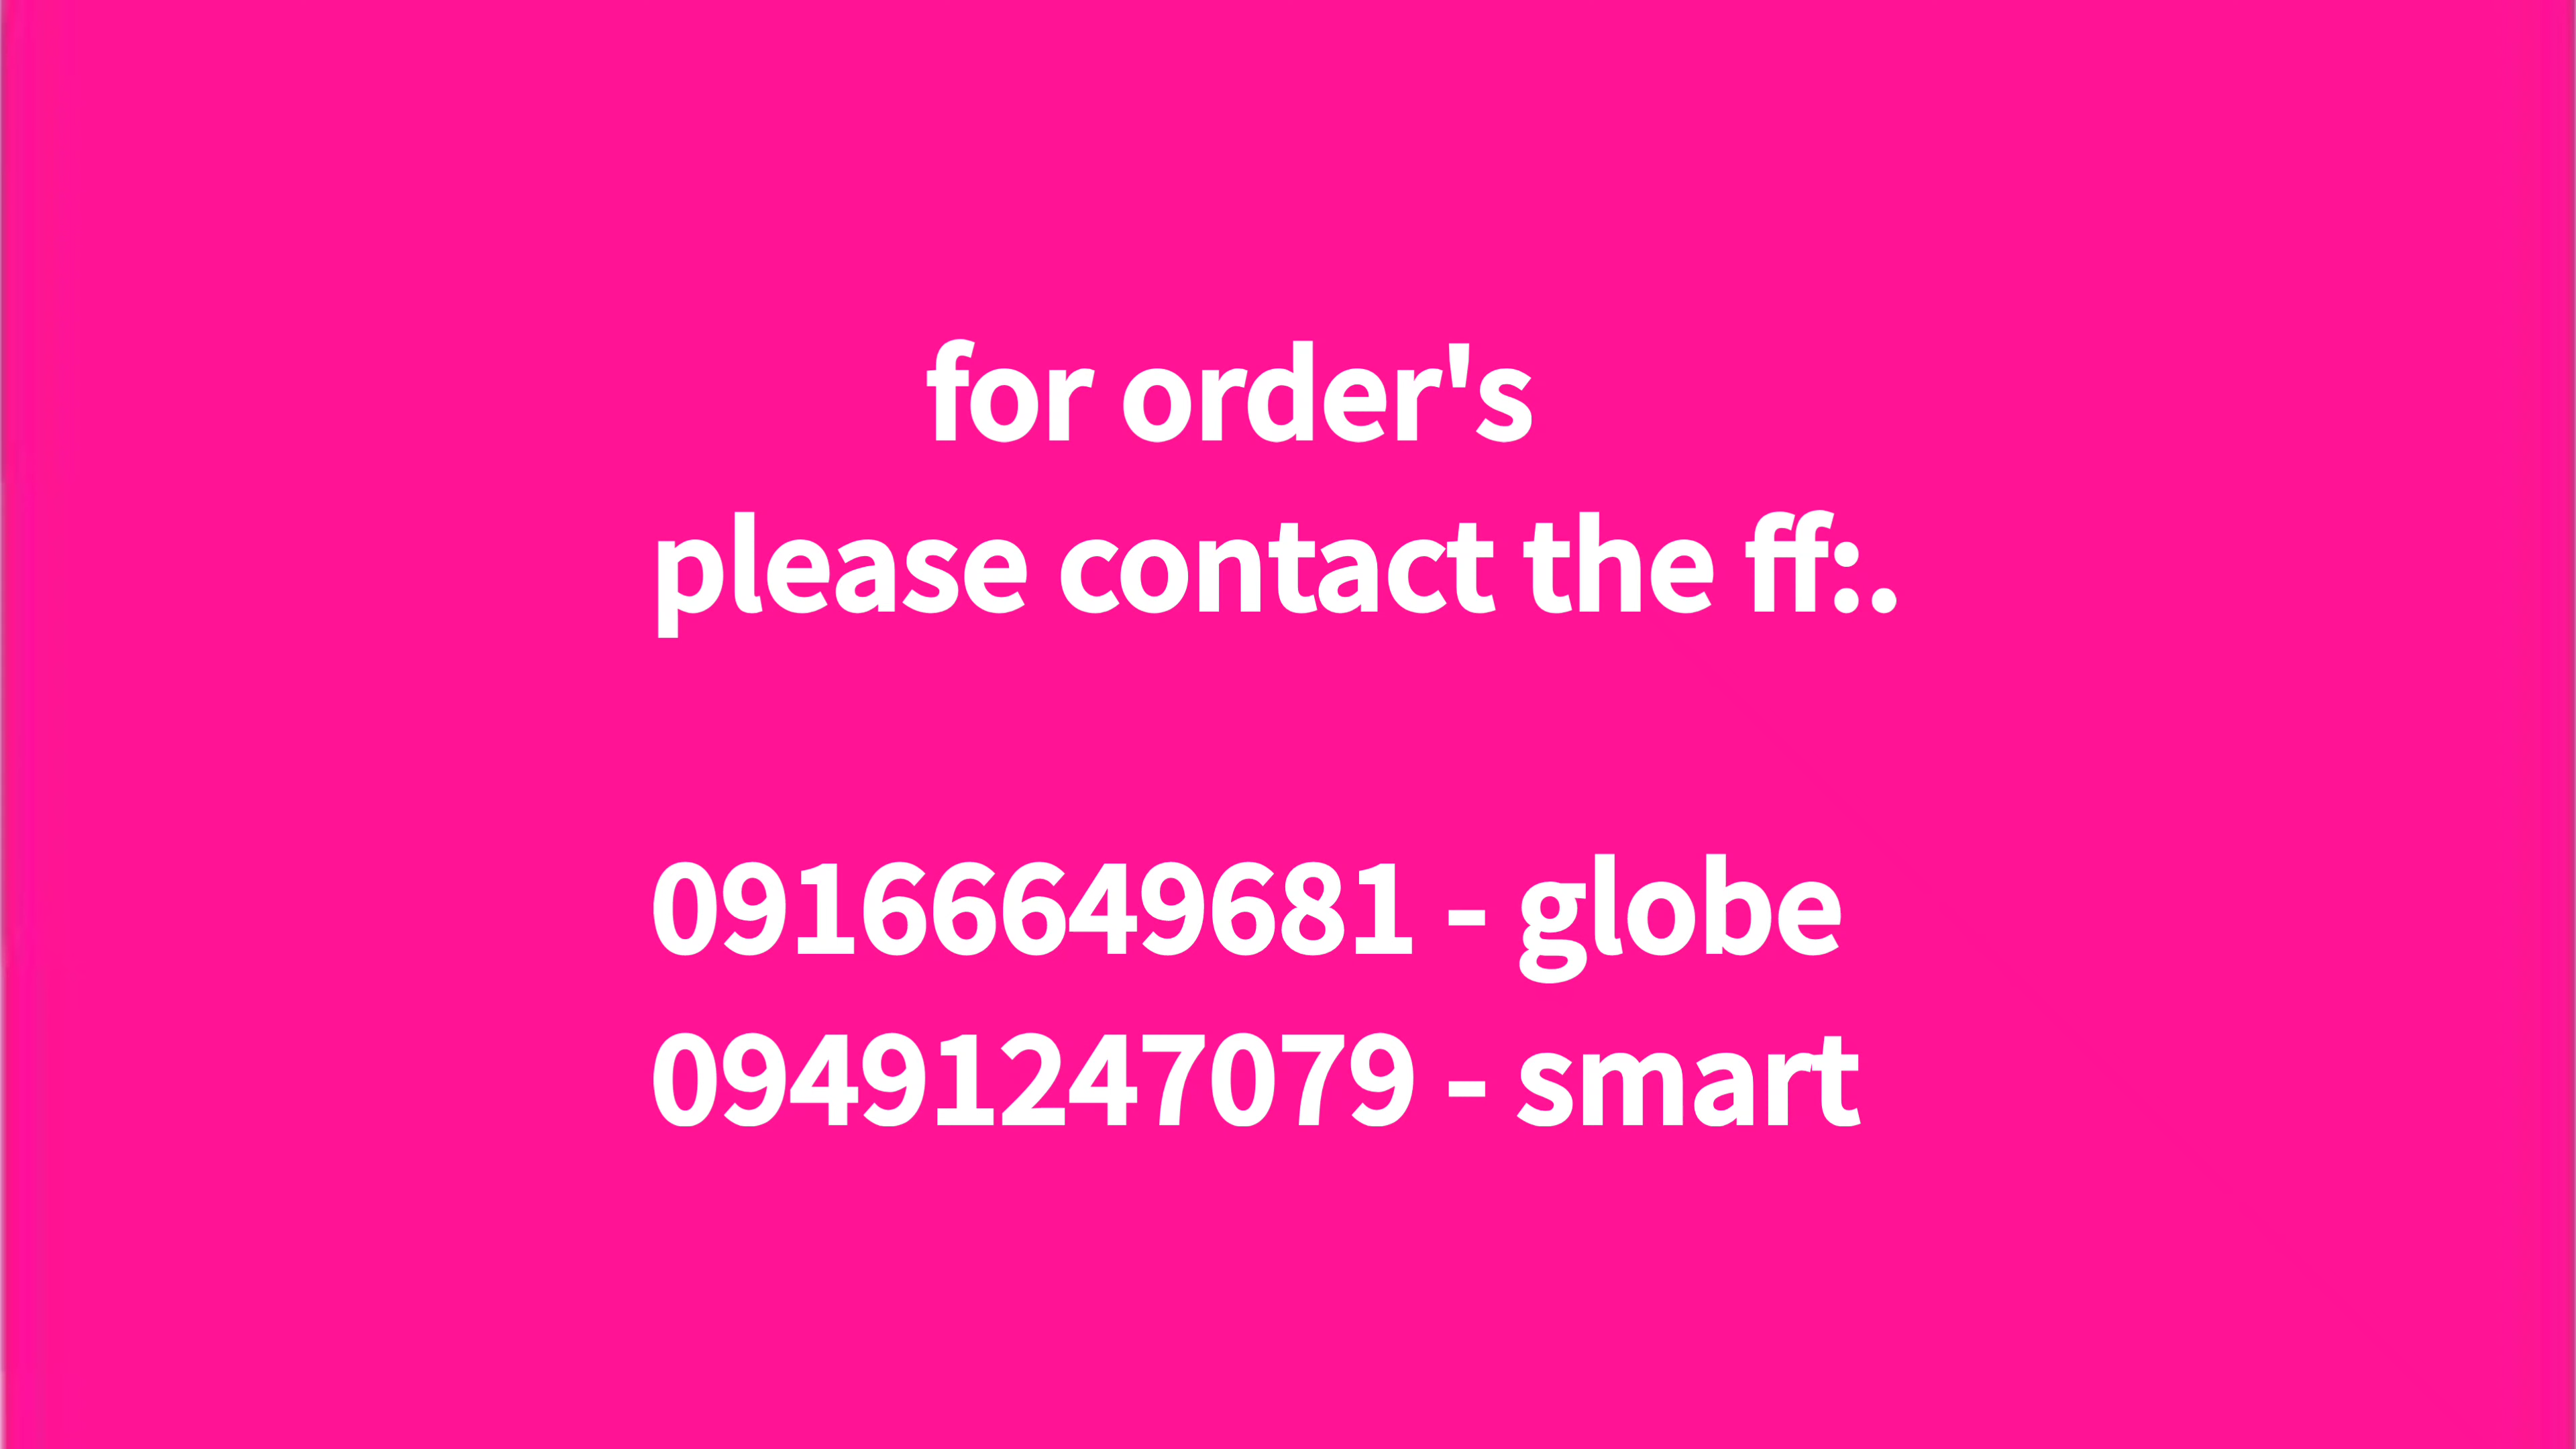 for order's
please contact the ff:.
09166649681 - globe
09491247079 - smart